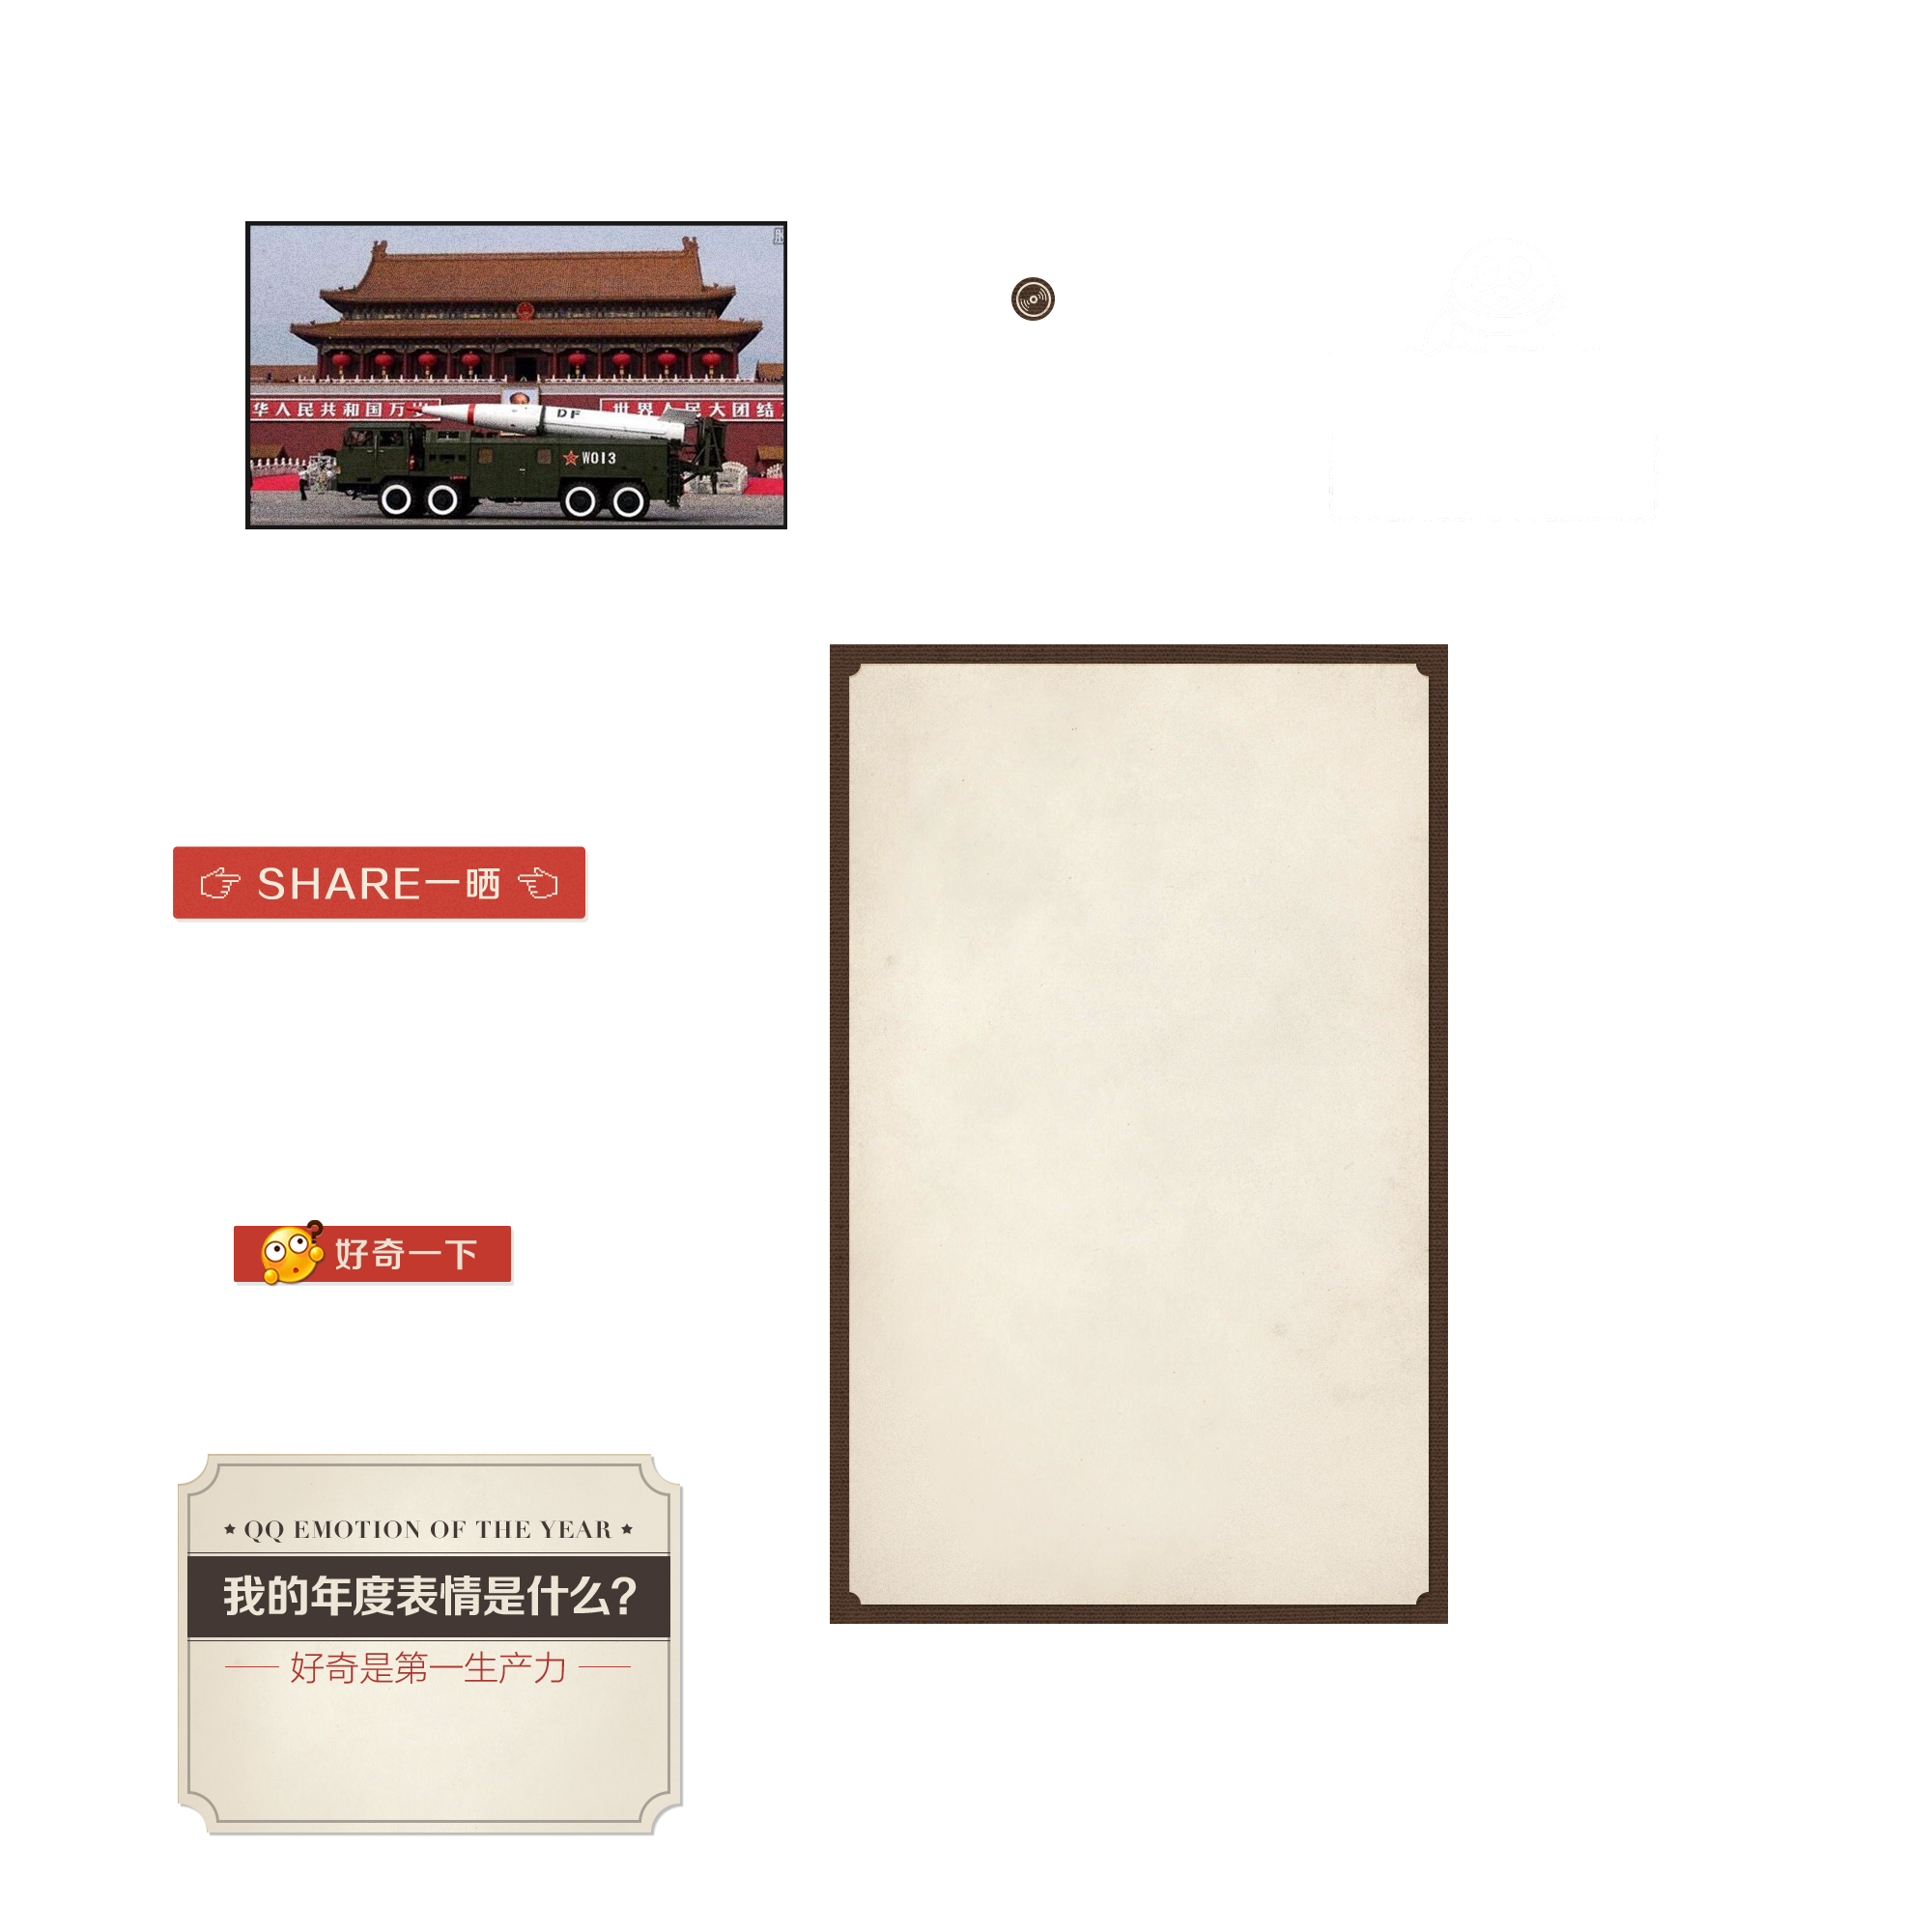 华人民共和国万岁
世界人民大团结
DF
W013
SHARE一晒
好奇一下
QQ EMOTION OF THE YEAR
我的年度表情是什么?
好奇是第一生产力